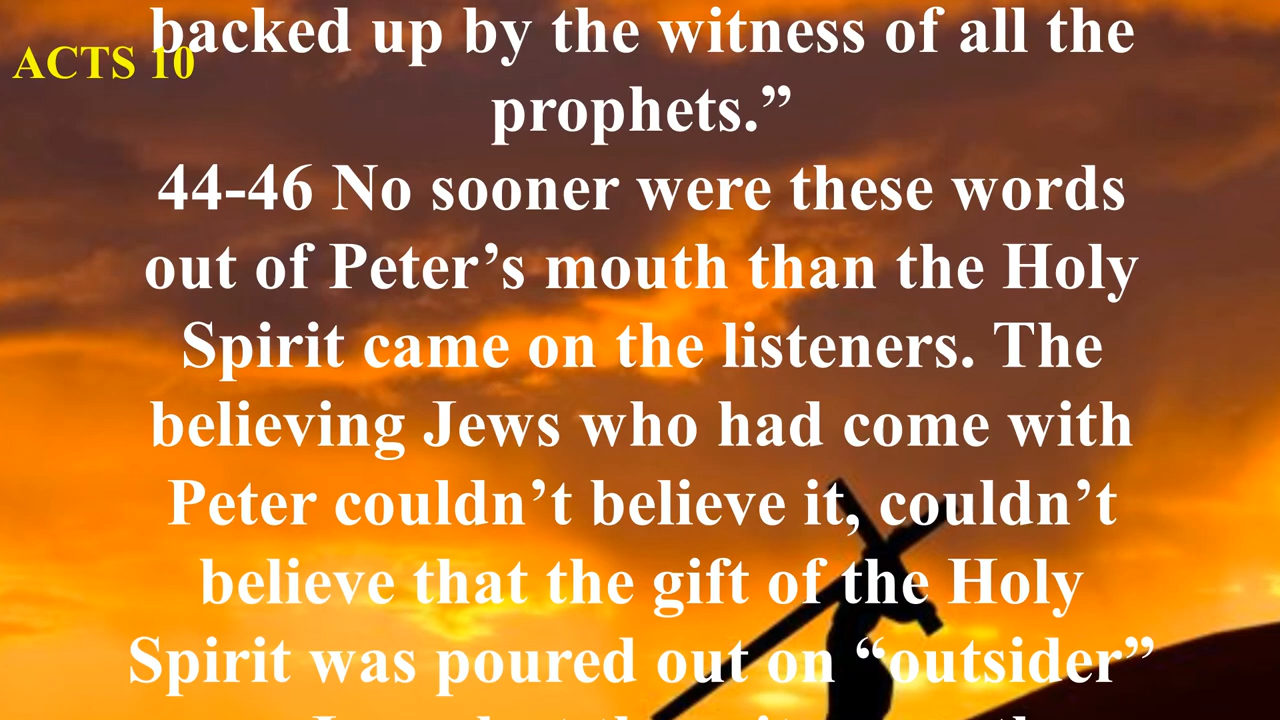 backed up by the witness of all the
ACTS 10
prophets.”
44-46 No sooner were these words
out of Peter’s mouth than the Holy
Spirit came on the listeners. The
believing Jews who had come with
Peter couldn’t believe it, couldn’t
believe that the gift of the Holy
Spirit was poured out on “outsider”